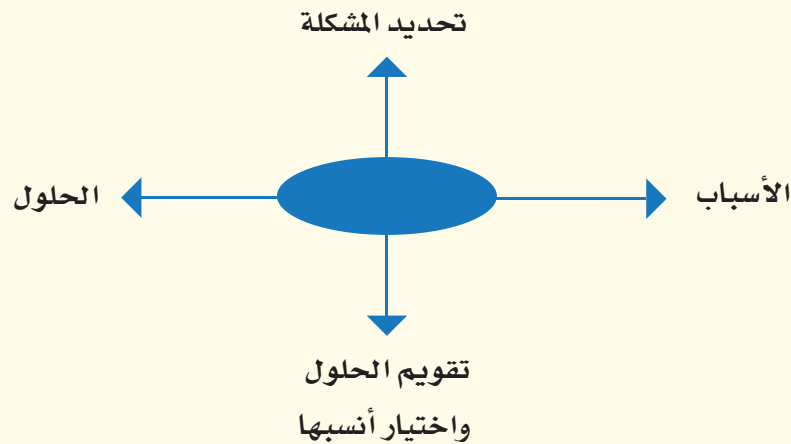 تحديد المشكلة
الأسباب
الحلول
تقويم الحلول
واختيار أنسبها